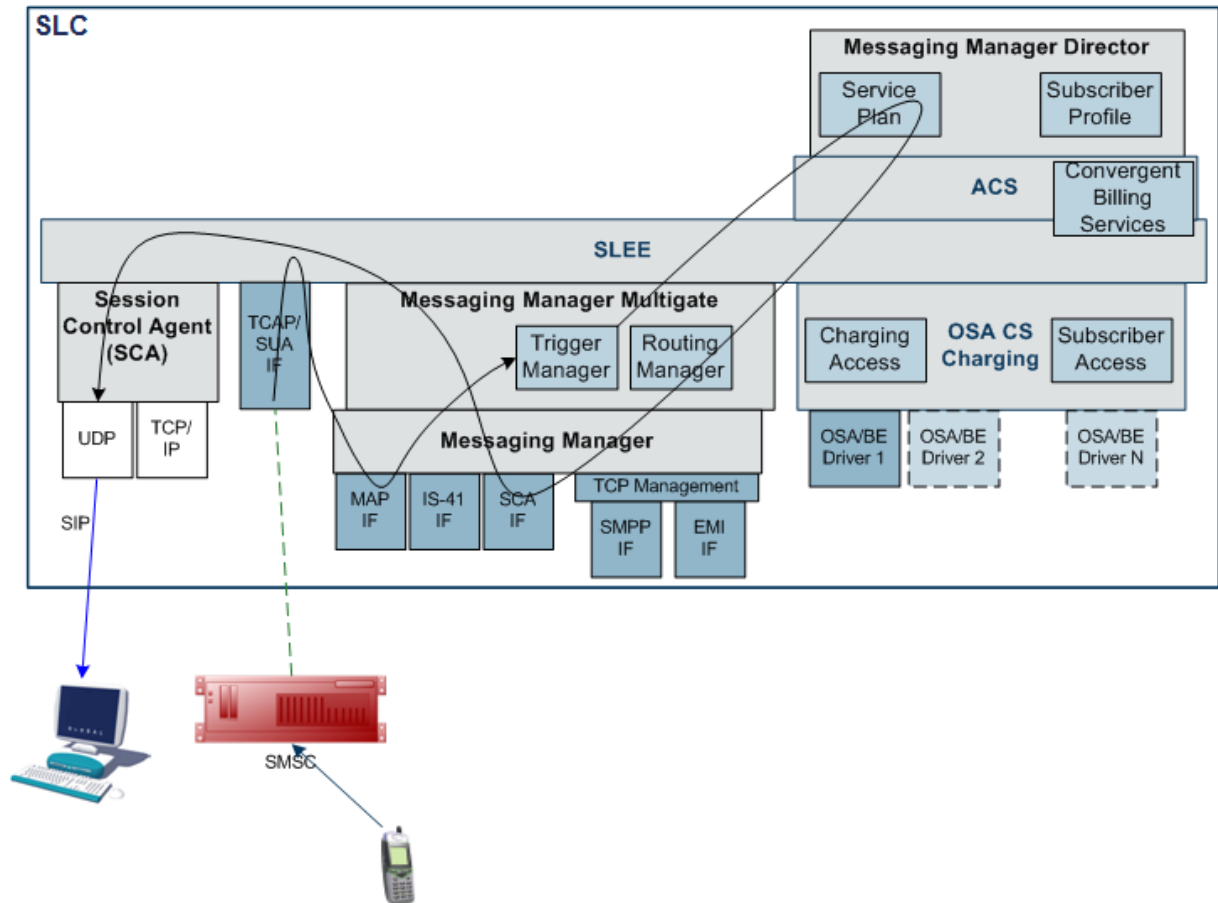 SLC
Messaging Manager Director
Service
Plan
Subscriber
Profile
ACS
Convergent
Billing
Services
SLEE
Session
Control Agent
(SCA)
TCAP/
SUA
IF
Messaging Manager Multigate
Trigger
Manager
Routing
Manager
Charging
Access
OSA CS
Charging
Subscriber
Access
UDP
TCP/
IP
Messaging Manager
MAP
IF
IS-41
IF
SCA
IF
TCP Management
SMPP
IF
EMI
IF
OSA/BE
Driver 1
OSA/BE
Driver 2
OSA/BE
Driver N
SIP
GLOBAL
SMSC